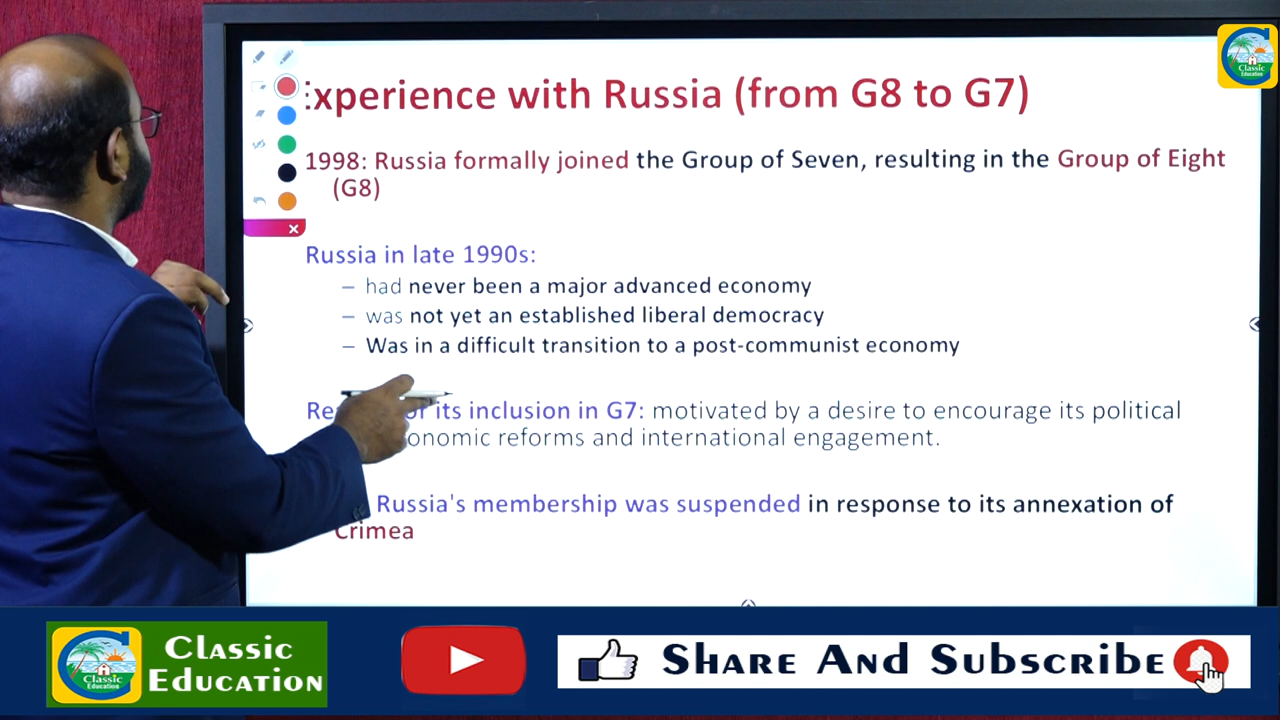 Classic
Education
xperience with Russia (from G8 to G7)
1998: Russia formally joined the Group of Seven, resulting in the Group of Eight
(G8)
Russia in late 1990s:
– had never been a major advanced economy
– was not yet an established liberal democracy
– Was in a difficult transition to a post-communist economy
its inclusion in G7: motivated by a desire to encourage its political
reforms and international engagement.
Russia's membership was suspended in response to its annexation of
Crimea
Classic
Education
Classic
Education
Share And Subscribe